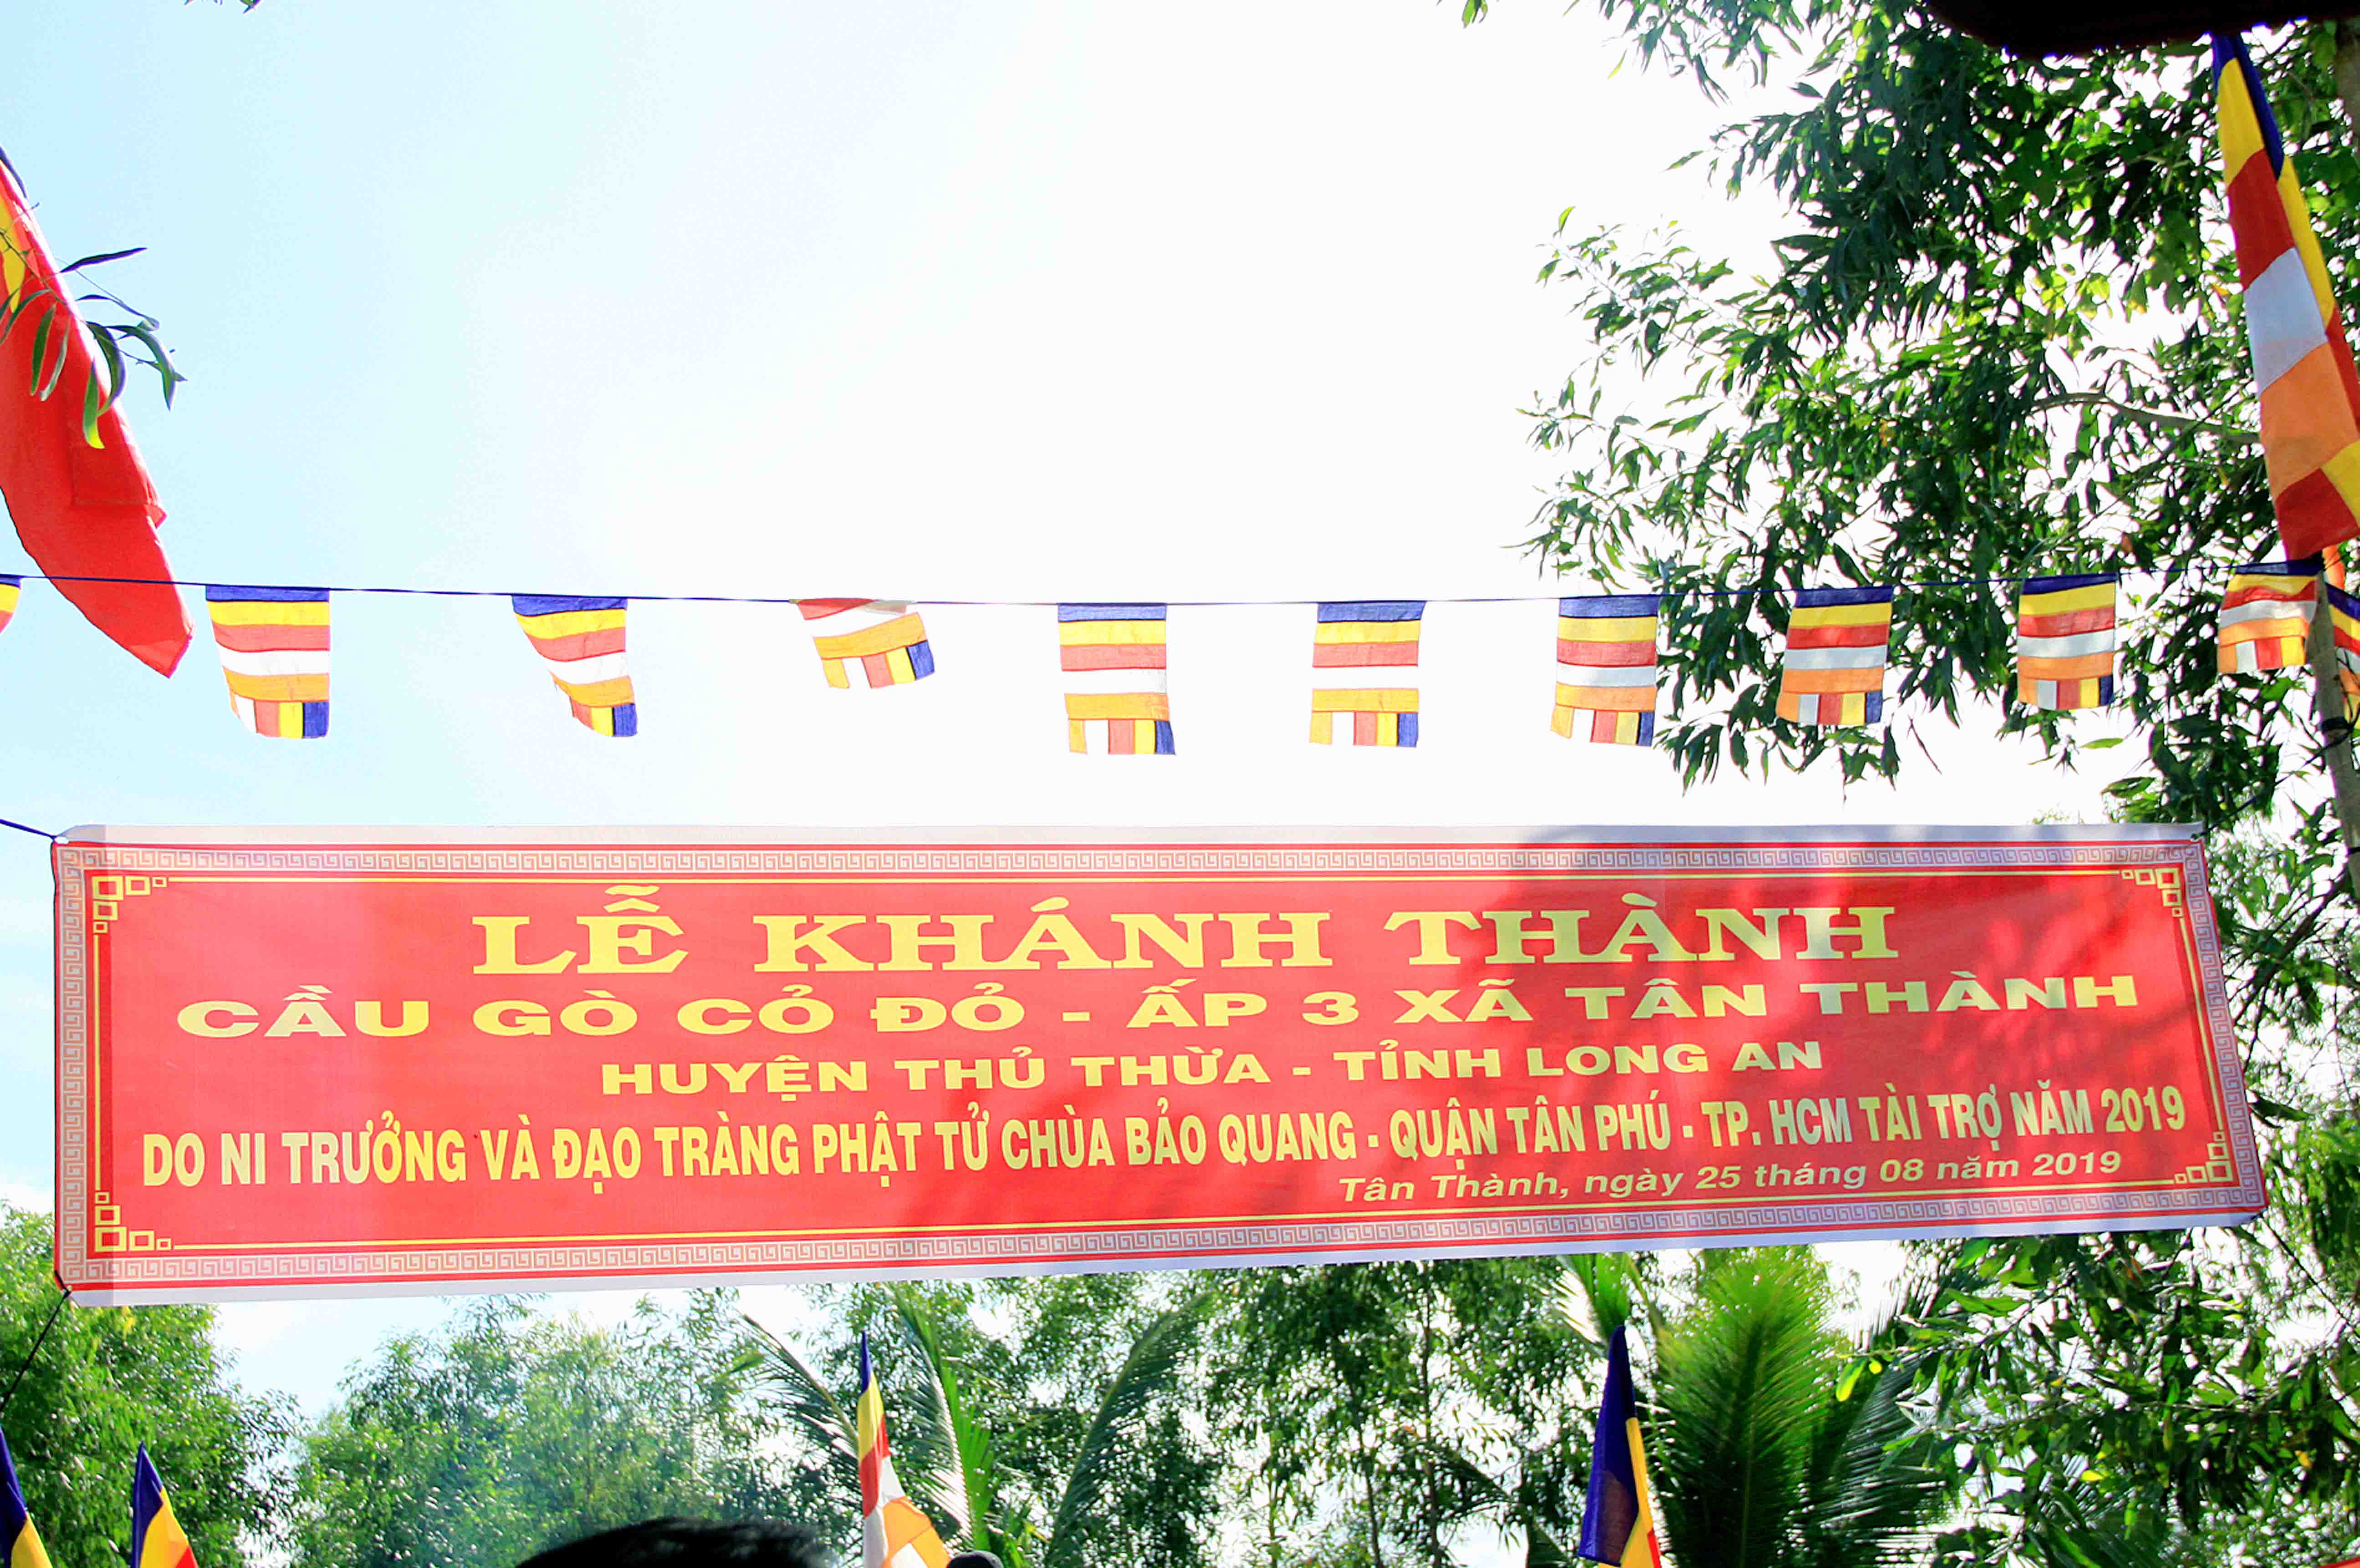 LỄ KHÁNH THÀNH
CẦU GÒ CỎ ĐỎ - ẤP 3 XÃ TÂN THÀNH
HUYỆN THỦ THỪA - TỈNH LONG AN
DO NI TRƯỞNG VÀ ĐẠO TRÀNG PHẬT TỬ CHÙA BẢO QUANG - QUẬN TÂN PHÚ - TP. HCM TÀI TRỢ NĂM 2019
Tân Thành, ngày 25 tháng 08 năm 2019